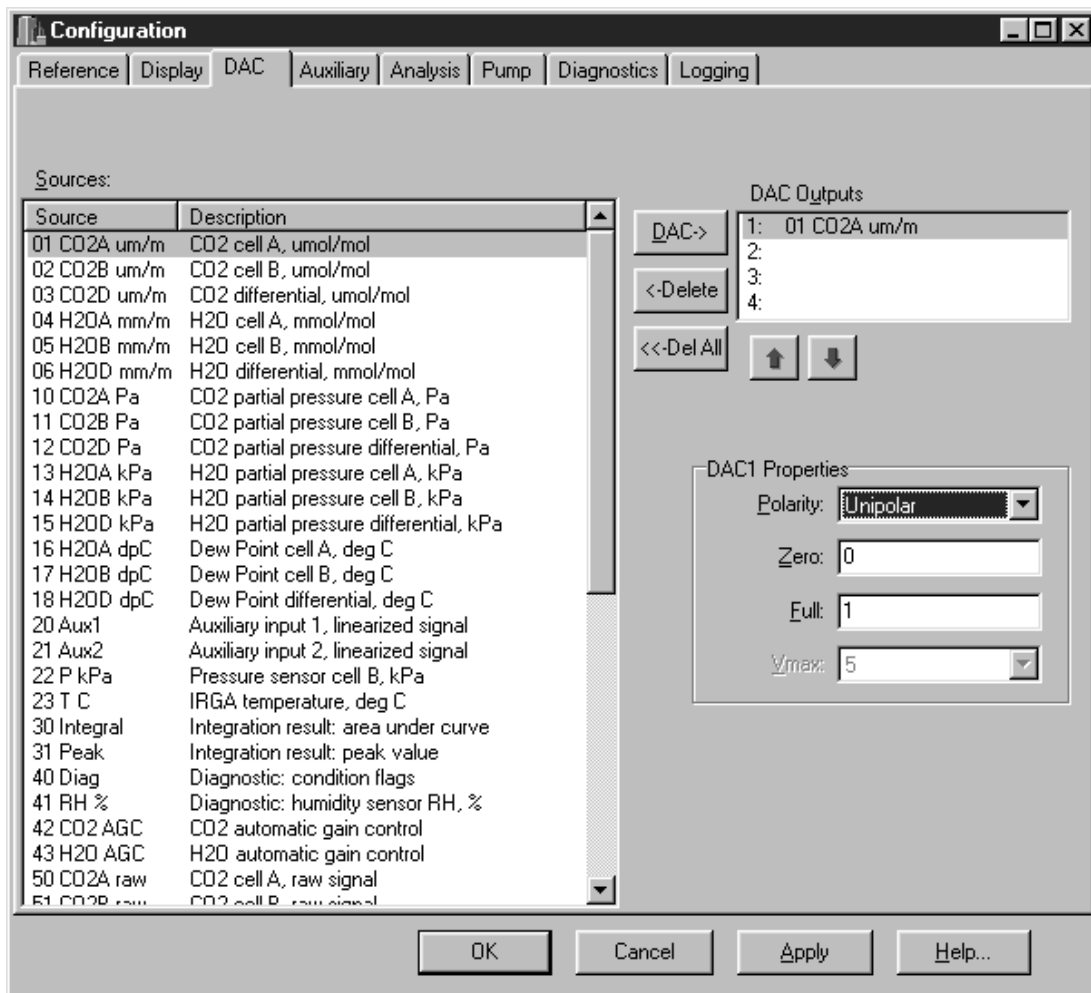 Configuration
Reference Display DAC Auxiliary Analysis Pump Diagnostics Logging
Sources:
Source Description
01 CO2A um/m CO2 cell A, umol/mol
02 CO2B um/m CO2 cell B, umol/mol
03 CO2D um/m CO2 differential, umol/mol
04 H2OA mm/m H2O cell A, mmol/mol
05 H2OB mm/m H2O cell B, mmol/mol
06 H2OD mm/m H2O differential, mmol/mol
10 CO2A Pa CO2 partial pressure cell A, Pa
11 CO2B Pa CO2 partial pressure cell B, Pa
12 CO2D Pa CO2 partial pressure differential, Pa
13 H2OA kPa H2O partial pressure cell A, kPa
14 H2OB kPa H2O partial pressure cell B, kPa
15 H2OD kPa H2O partial pressure differential, kPa
16 H2OA dpC Dew Point cell A, deg C
17 H2OB dpC Dew Point cell B, deg C
18 H2OD dpC Dew Point differential, deg C
20 Aux1 Auxiliary input 1, linearized signal
21 Aux2 Auxiliary input 2, linearized signal
22 P kPa Pressure sensor cell B, kPa
23 T C IRGA temperature, deg C
30 Integral Integration result: area under curve
31 Peak Integration result: peak value
40 Diag Diagnostic: condition flags
41 RH % Diagnostic: humidity sensor RH, %
42 CO2 AGC CO2 automatic gain control
43 H2O AGC H2O automatic gain control
50 CO2A raw CO2 cell A, raw signal
51 CO2B raw CO2 cell B, raw signal
DAC->
<-Delete
<<-Del All
DAC Outputs
1: 01 CO2A um/m
2:
3:
4:
DAC1 Properties
Polarity: Unipolar
Zero: 0
Full: 1
Vmax: 5
OK Cancel Apply Help...